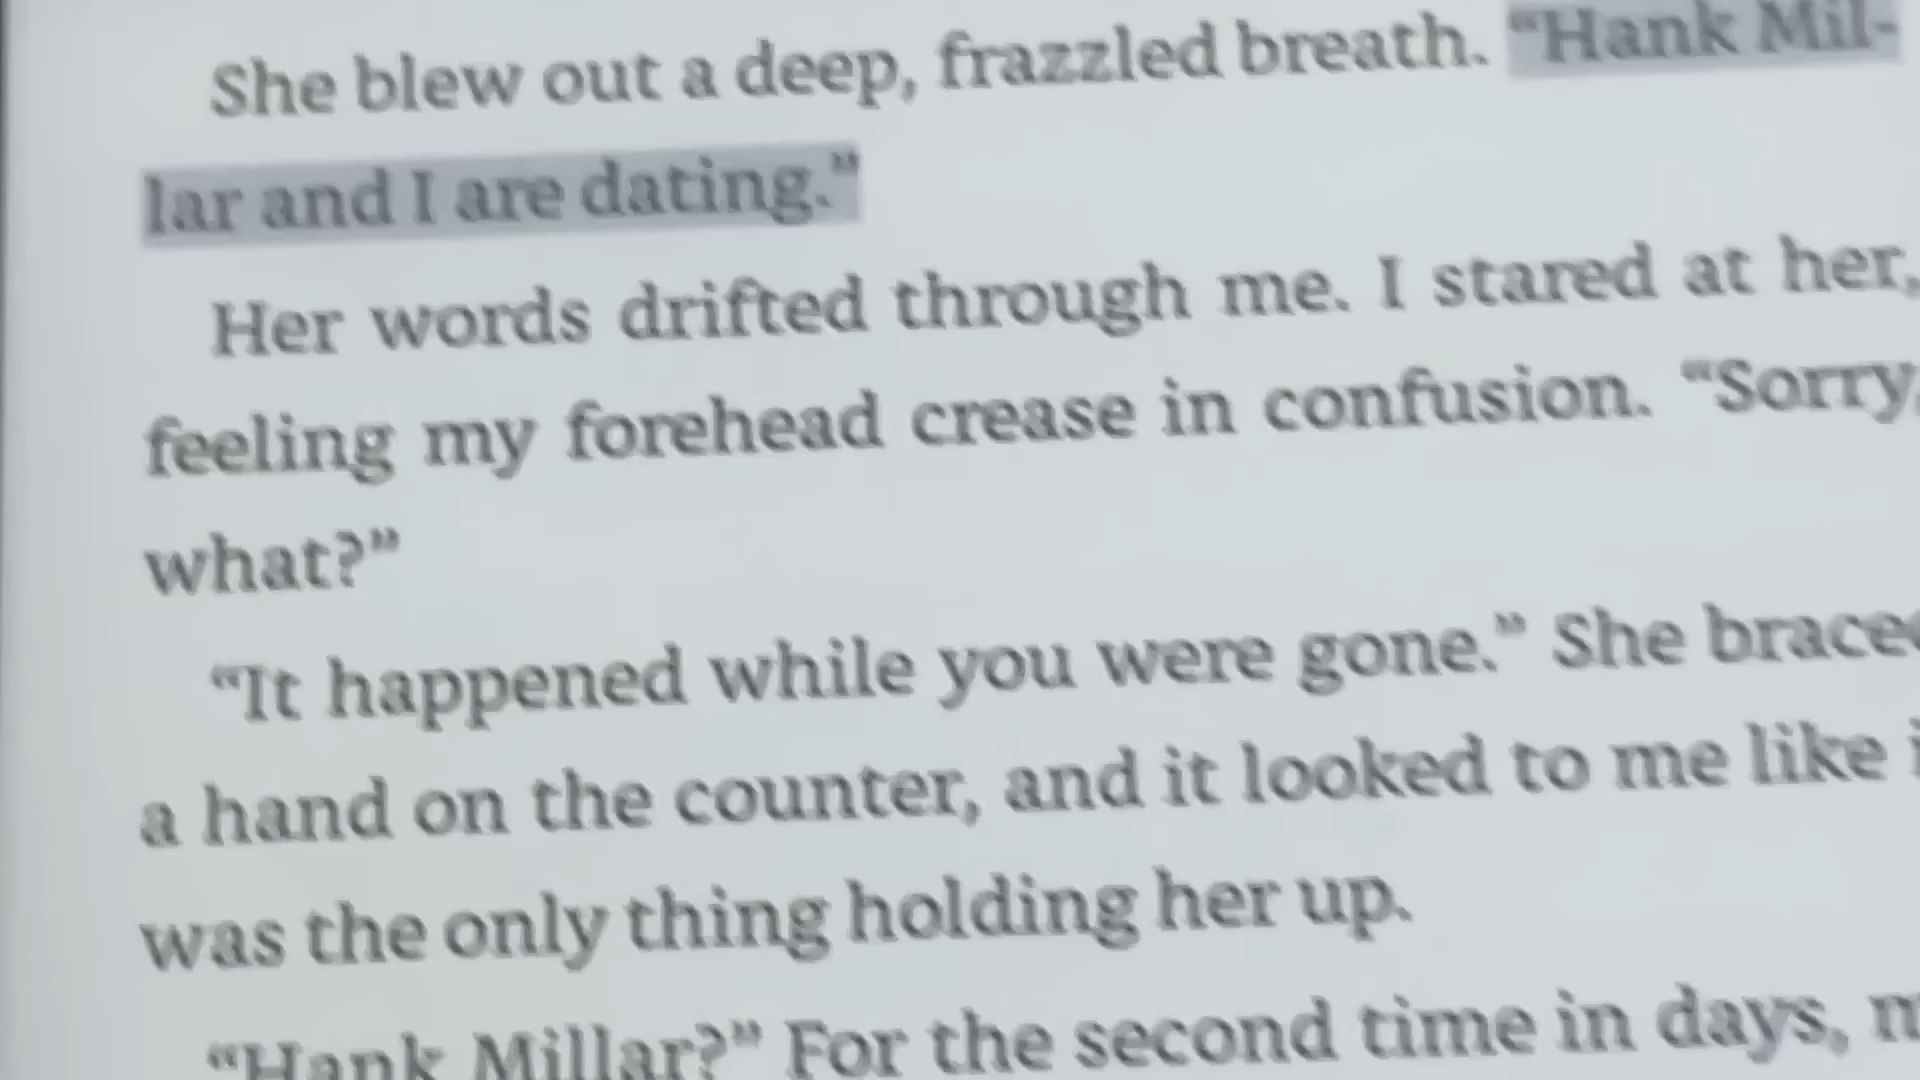 She blew out a deep, frazzled breath. “Hank Mil-
lar and I are dating.”
Her words drifted through me. I stared at her,
feeling my forehead crease in confusion. “Sorry,
what?”
“It happened while you were gone.” She braced
a hand on the counter, and it looked to me like
was the only thing holding her up.
“Hank Millar?” For the second time in days,